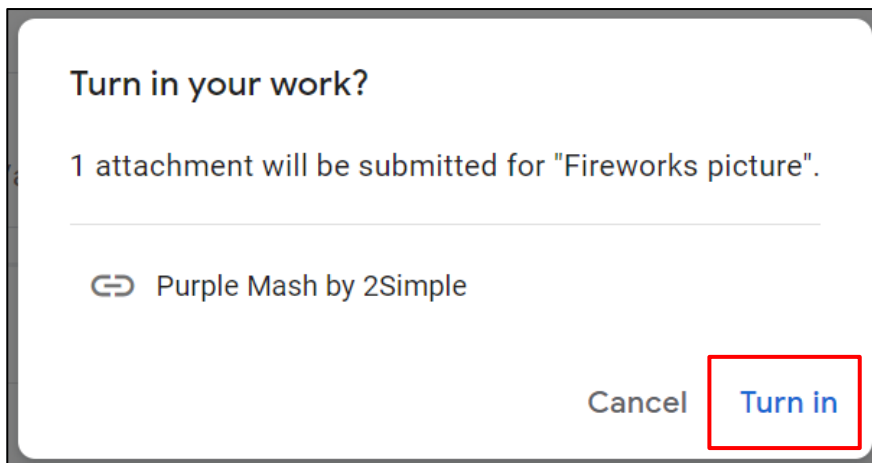 Turn in your work?
1 attachment will be submitted for "Fireworks picture".
Purple Mash by 2Simple
Cancel Turn in